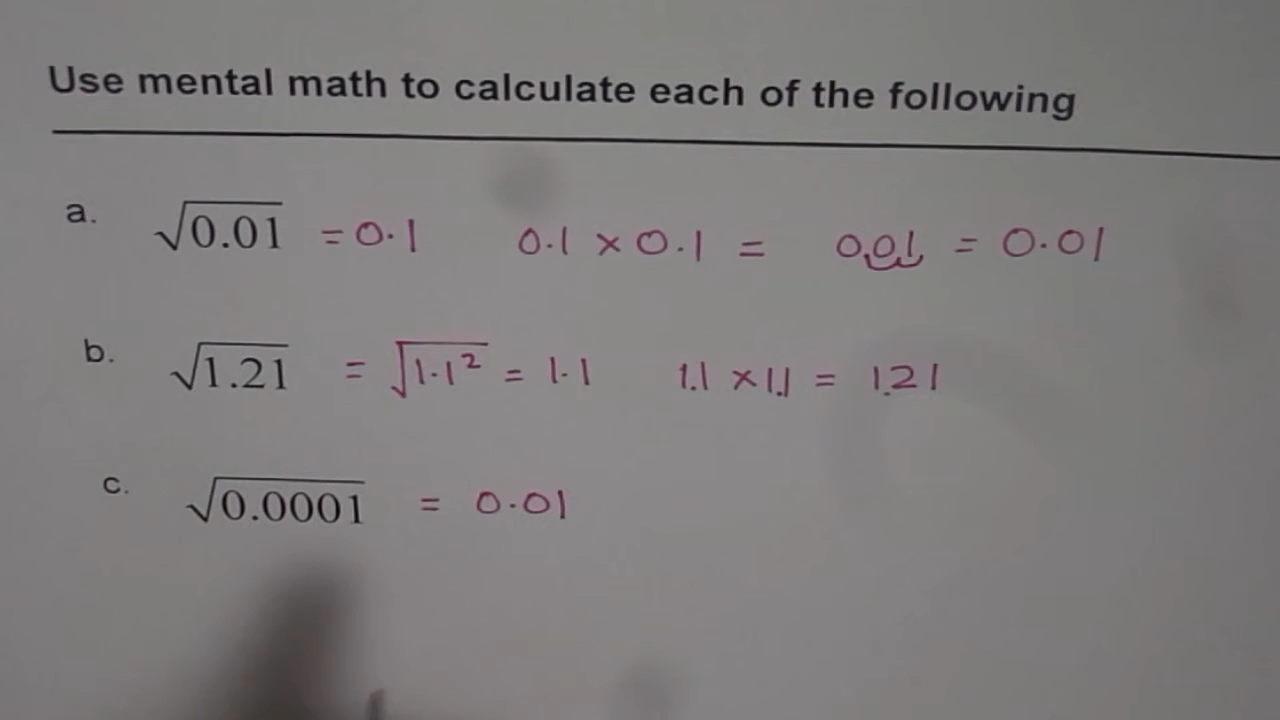 Use mental math to calculate each of the following
a. √0.01 = 0.1 0.1 × 0.1 = 0.01 = 0.01
b. √1.21 = √1.1² = 1.1 1.1 × 1.1 = 1.21
c. √0.0001 = 0.01